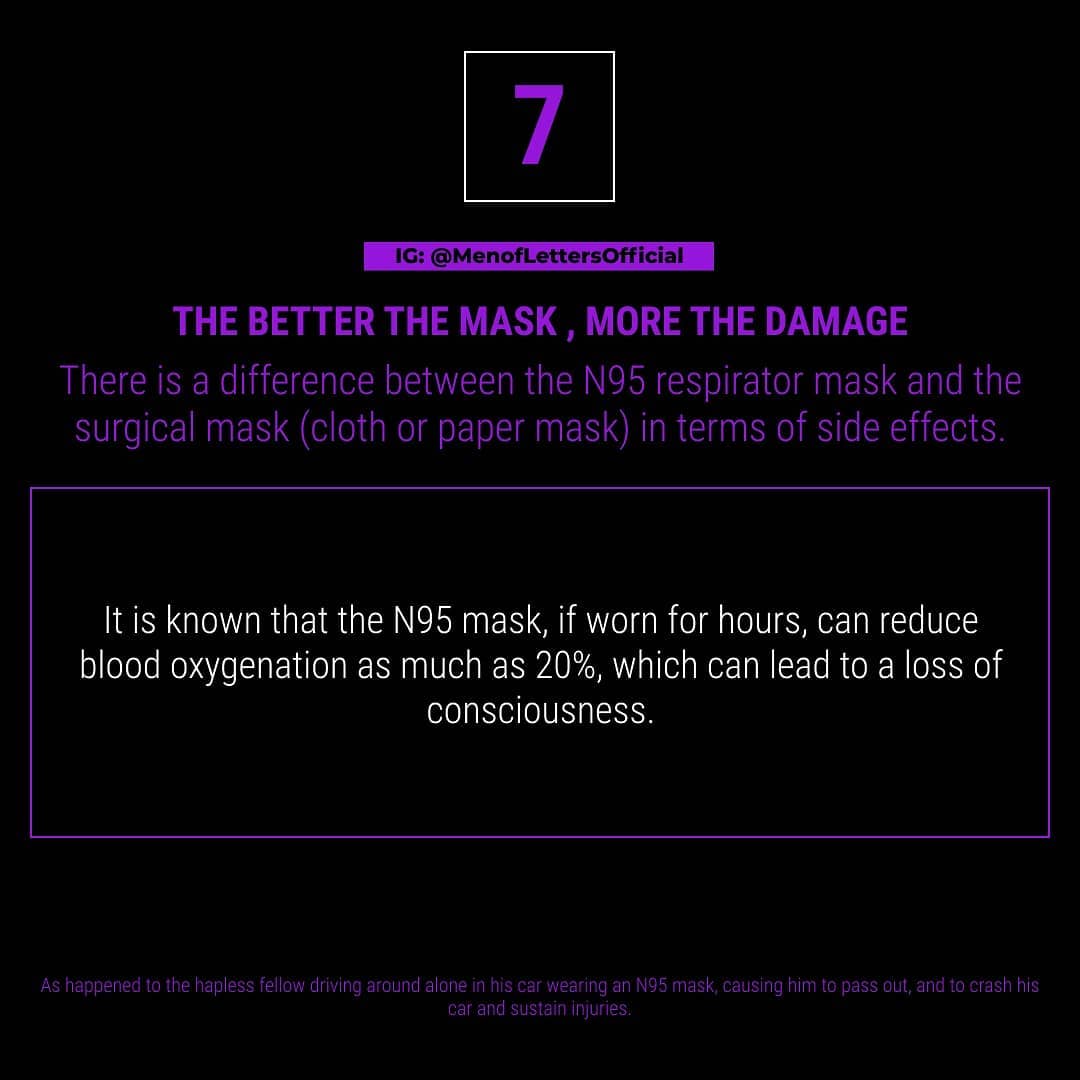 7
IG: @MenofLettersOfficial
THE BETTER THE MASK , MORE THE DAMAGE
There is a difference between the N95 respirator mask and the
surgical mask (cloth or paper mask) in terms of side effects.
It is known that the N95 mask, if worn for hours, can reduce
blood oxygenation as much as 20%, which can lead to a loss of
consciousness.
As happened to the hapless fellow driving around alone in his car wearing an N95 mask, causing him to pass out, and to crash his
car and sustain injuries.